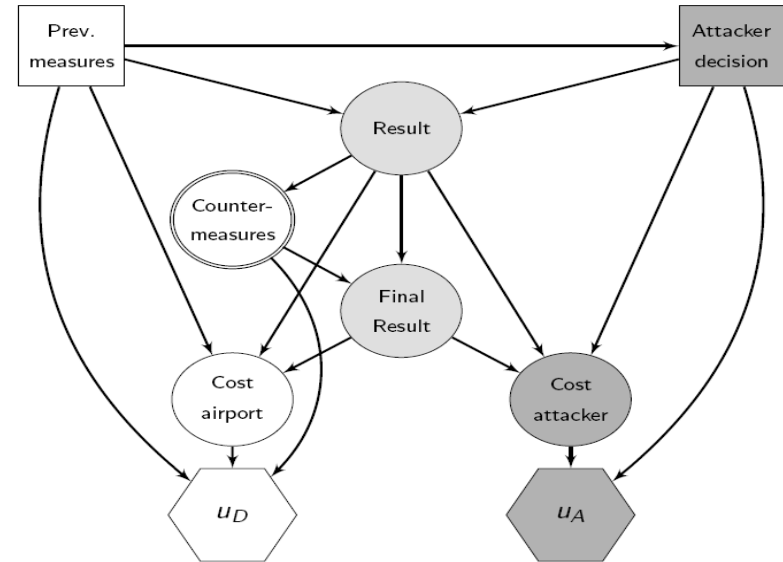 Prev.
measures
Attacker
decision
Result
Counter-
measures
Final
Result
Cost
airport
Cost
attacker
u_D
u_A